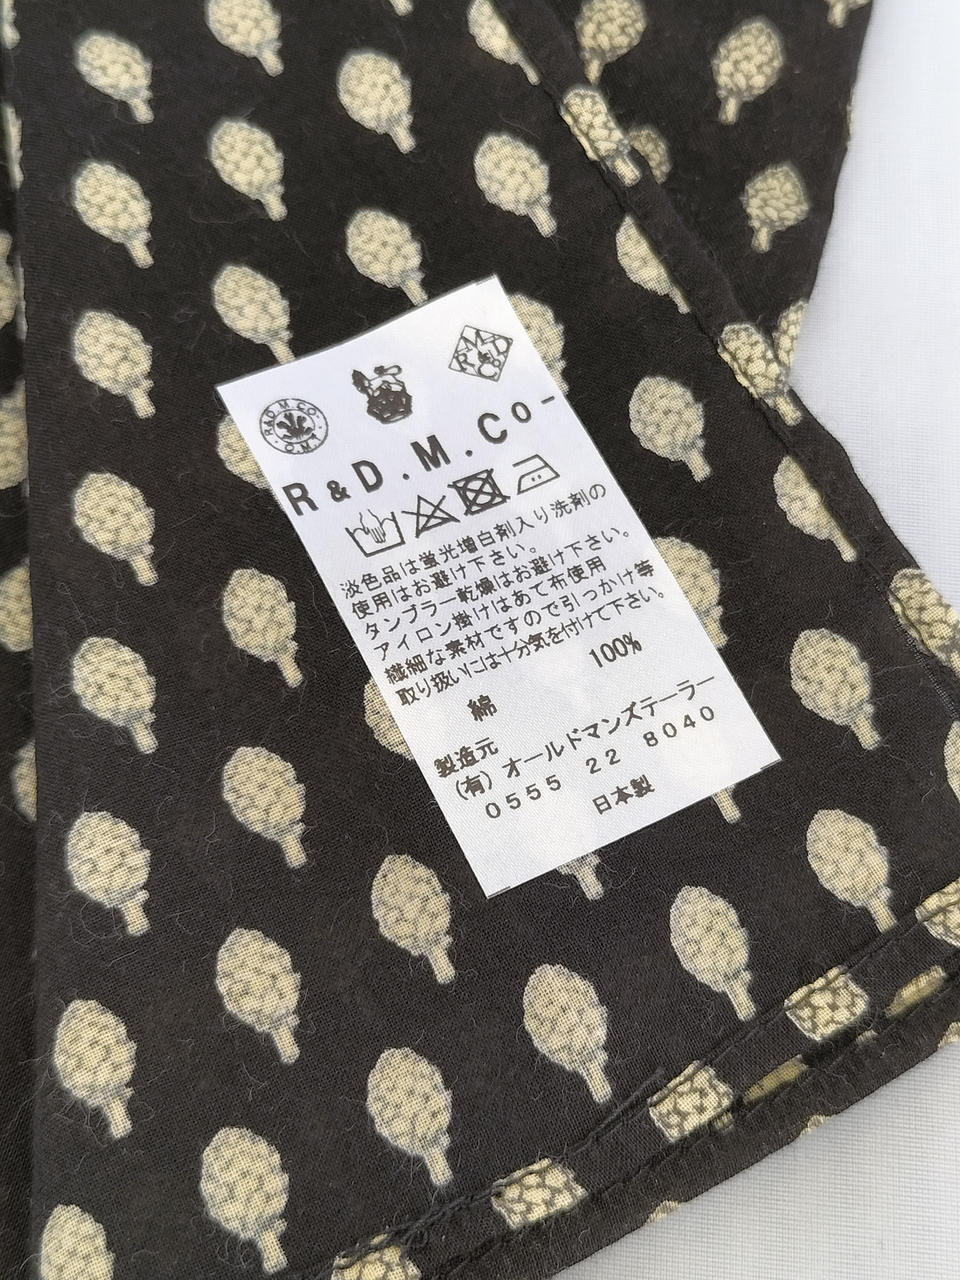 R&D.M.CO.
O.M.T
R M D & Co
R & D . M . Co -
淡色品は蛍光増白剤入り洗剤の
使用はお避け下さい。
タンブラー乾燥はお避け下さい。
アイロン掛けはあて布使用
繊細な素材ですので引っかけ等
取り扱いには十分気を付けて下さい。
綿 100%
製造元
(有) オールドマンズテーラー
0555 22 8040
日本製